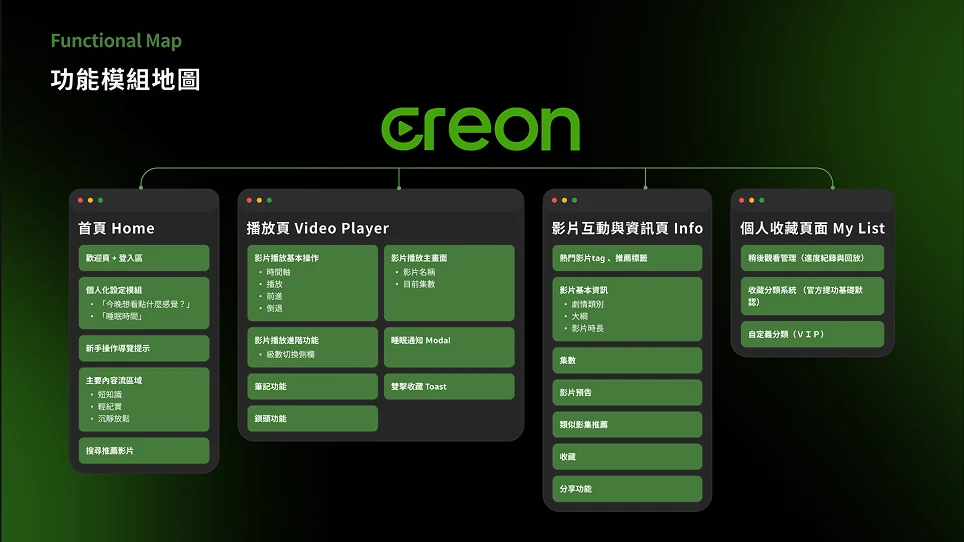 Functional Map
功能模組地圖
creon
首頁 Home
歡迎頁 + 登入區
個人化設定模組
• 「今晚想看點什麼感覺？」
• 「睡眠時間」
新手操作導覽提示
主要內容流區域
• 短知識
• 輕紀實
• 沉靜放鬆
搜尋推薦影片
播放頁 Video Player
影片播放基本操作
• 時間軸
• 播放
• 前進
• 倒退
影片播放進階功能
• 級數切換側欄
筆記功能
鎖頭功能
影片播放主畫面
• 影片名稱
• 目前集數
睡眠通知 Modal
雙擊收藏 Toast
影片互動與資訊頁 Info
熱門影片tag 、推薦標籤
影片基本資訊
• 劇情類別
• 大綱
• 影片時長
集數
影片預告
類似影集推薦
收藏
分享功能
個人收藏頁面 My List
稍後觀看管理（進度紀錄與回放）
收藏分類系統 （官方提功基礎默
認）
自定義分類（ＶＩＰ）